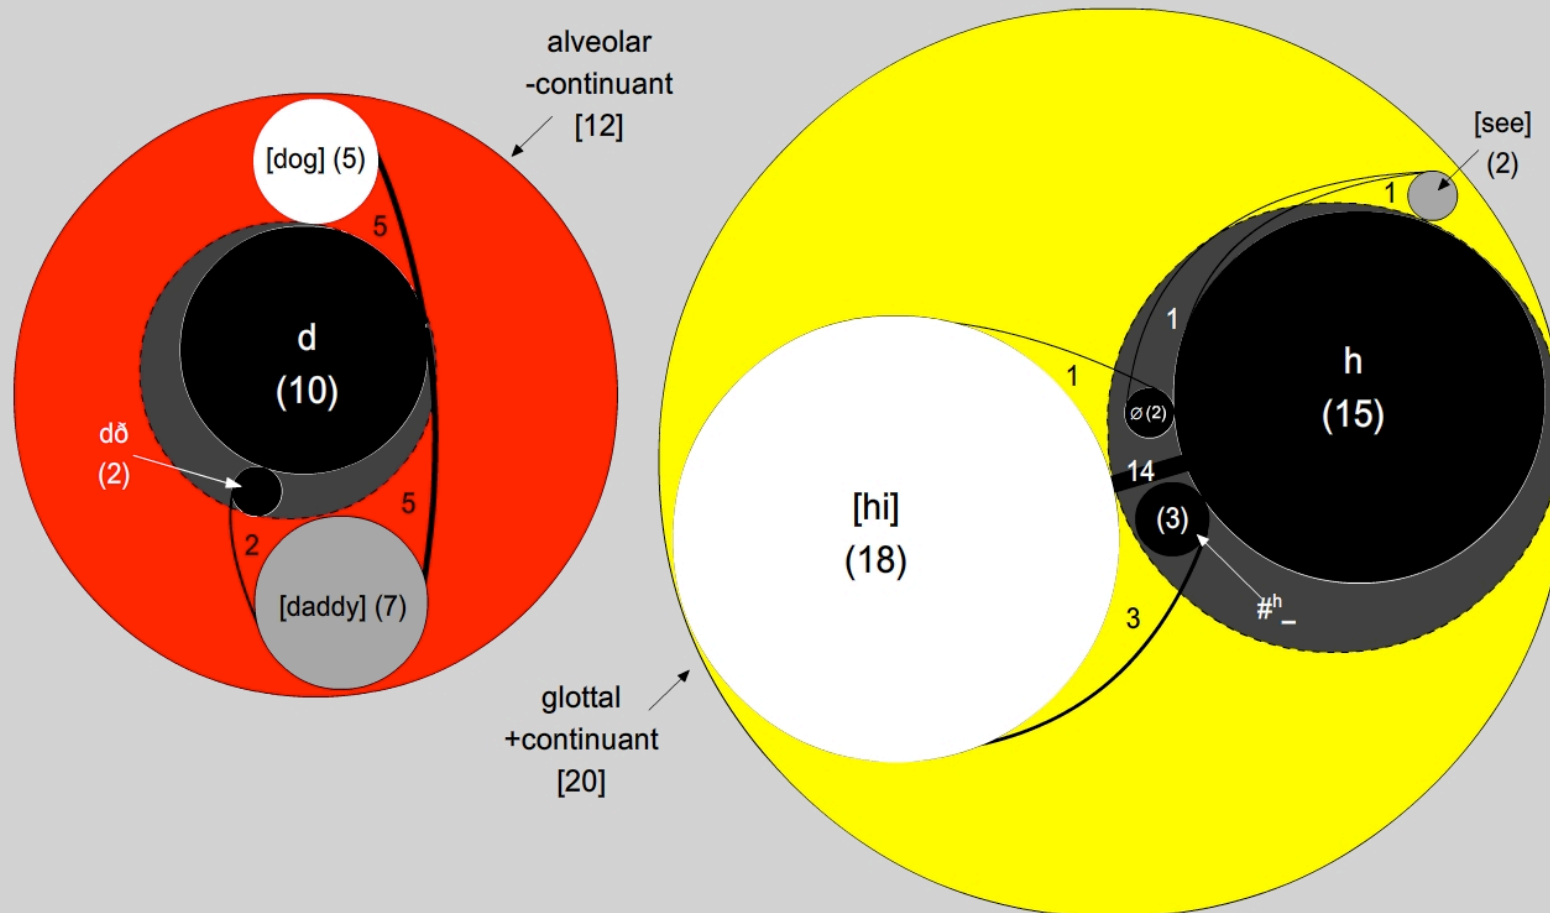 alveolar
-continuant
[12]
[dog] (5)
5
d
(10)
dð
(2)
5
2
[daddy] (7)
[see]
(2)
1
1
h
(15)
1
∅ (2)
14
[hi]
(18)
(3)
#ʰ_
3
glottal
+continuant
[20]